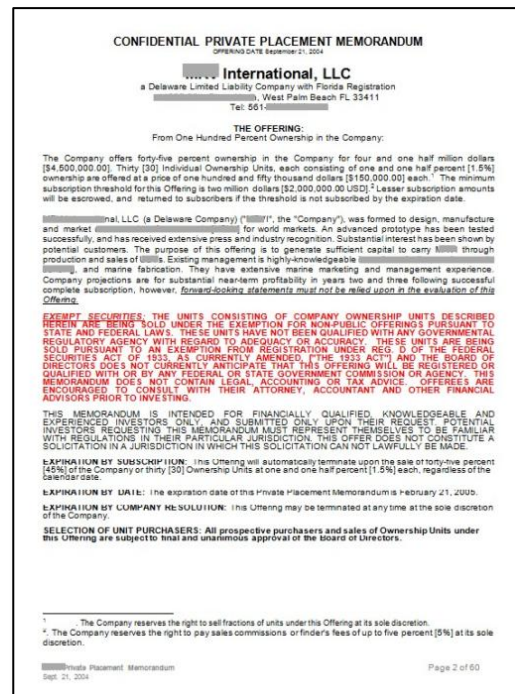 CONFIDENTIAL PRIVATE PLACEMENT MEMORANDUM
OFFERING DATE September 21, 2004
International, LLC
a Delaware Limited Liability Company with Florida Registration
, West Palm Beach FL 33411
Tel: 561-
THE OFFERING:
From One Hundred Percent Ownership in the Company:
The Company offers forty-five percent ownership in the Company for four and one half million dollars
[$4,500,000.00]. Thirty [30] Individual Ownership Units, each consisting of one and one half percent [1.5%]
ownership are offered at a price of one hundred and fifty thousand dollars [$150,000.00] each.1 The minimum
subscription threshold for this Offering is two million dollars [$2,000,000.00 USD].2 Lesser subscription amounts
will be escrowed, and returned to subscribers if the threshold is not subscribed by the expiration date.
nal, LLC (a Delaware Company) (" I", the "Company"), was formed to design, manufacture
and market for world markets. An advanced prototype has been tested
successfully, and has received extensive press and industry recognition. Substantial interest has been shown by
potential customers. The purpose of this offering is to generate sufficient capital to carry through
production and sales of s. Existing management is highly-knowledgeable
, and marine fabrication. They have extensive marine marketing and management experience.
Company projections are for substantial near-term profitability in years two and three following successful
complete subscription, however, forward-looking statements must not be relied upon in the evaluation of this
Offering.
EXEMPT SECURITIES: THE UNITS CONSISTING OF COMPANY OWNERSHIP UNITS DESCRIBED
HEREIN ARE BEING SOLD UNDER THE EXEMPTION FOR NON-PUBLIC OFFERINGS PURSUANT TO
STATE AND FEDERAL LAWS. THESE UNITS HAVE NOT BEEN QUALIFIED WITH ANY GOVERNMENTAL
REGULATORY AGENCY WITH REGARD TO ADEQUACY OR ACCURACY. THESE UNITS ARE BEING
SOLD PURSUANT TO AN EXEMPTION FROM REGISTRATION UNDER REG. D OF THE FEDERAL
SECURITIES ACT OF 1933, AS CURRENTLY AMENDED, ["THE 1933 ACT"] AND THE BOARD OF
DIRECTORS DOES NOT CURRENTLY ANTICIPATE THAT THIS OFFERING WILL BE REGISTERED OR
QUALIFIED WITH OR BY ANY FEDERAL OR STATE GOVERNMENT COMMISSION OR AGENCY. THIS
MEMORANDUM DOES NOT CONTAIN LEGAL, ACCOUNTING OR TAX ADVICE. OFFEREES ARE
ENCOURAGED TO CONSULT WITH THEIR ATTORNEY, ACCOUNTANT AND OTHER FINANCIAL
ADVISORS PRIOR TO INVESTING.
THIS MEMORANDUM IS INTENDED FOR FINANCIALLY QUALIFIED, KNOWLEDGEABLE AND
EXPERIENCED INVESTORS ONLY, AND SUBMITTED ONLY UPON THEIR REQUEST. POTENTIAL
INVESTORS REQUESTING THIS MEMORANDUM MUST REPRESENT THEMSELVES TO BE FAMILIAR
WITH REGULATIONS IN THEIR PARTICULAR JURISDICTION. THIS OFFER DOES NOT CONSTITUTE A
SOLICITATION IN A JURISDICTION IN WHICH THIS SOLICITATION CAN NOT LAWFULLY BE MADE.
EXPIRATION BY SUBSCRIPTION: This Offering will automatically terminate upon the sale of forty-five percent
[45%] of the Company or thirty [30] Ownership Units at one and one half percent [1.5%] each, regardless of the
calendar date.
EXPIRATION BY DATE: The expiration date of this Private Placement Memorandum is February 21, 2005.
EXPIRATION BY COMPANY RESOLUTION: This Offering may be terminated at any time at the sole discretion
of the Company.
SELECTION OF UNIT PURCHASERS: All prospective purchasers and sales of Ownership Units under
this Offering are subject to final and unanimous approval of the Board of Directors.
1 . The Company reserves the right to sell fractions of units under this Offering at its sole discretion.
2. The Company reserves the right to pay sales commissions or finder's fees of up to five percent [5%] at its sole
discretion.
Private Placement Memorandum
Page 2 of 60
Sept. 21, 2004